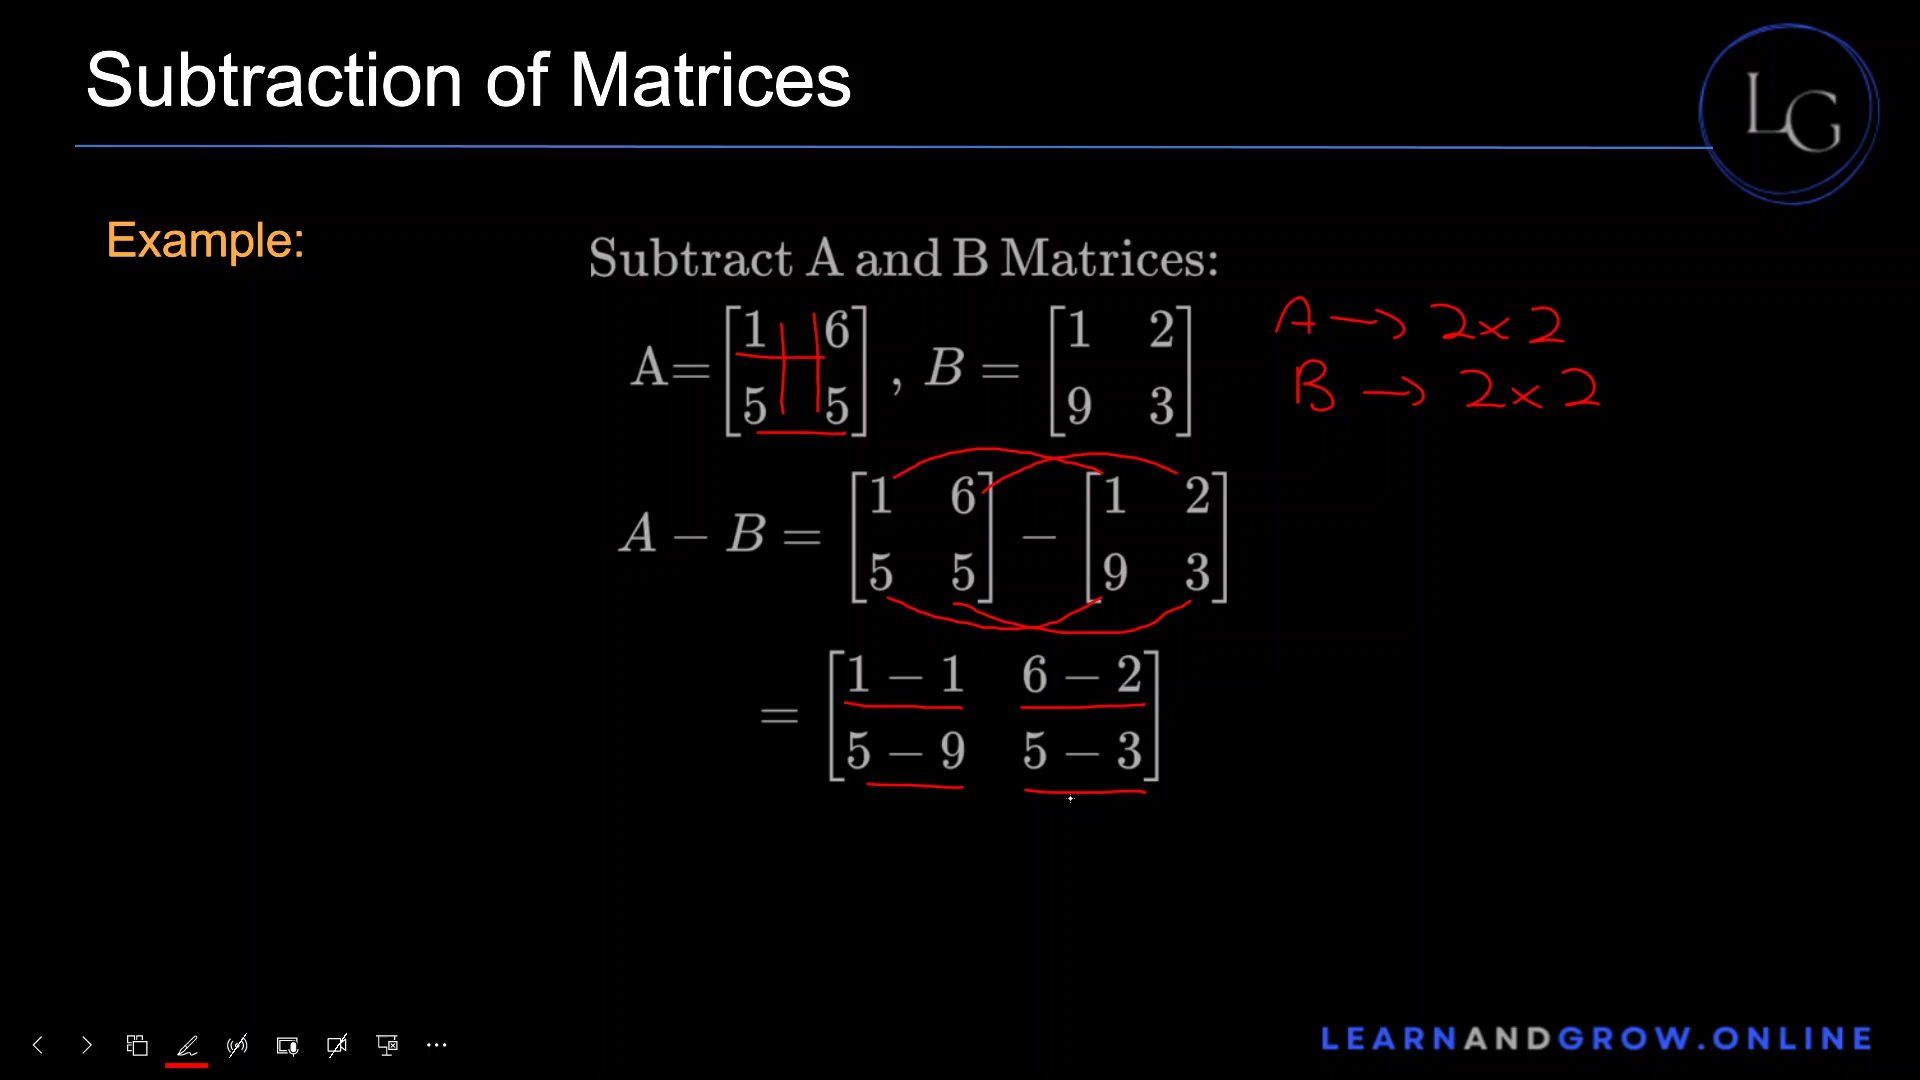 Subtraction of Matrices
LG
Example:
Subtract A and B Matrices:
A= [1 6] , B = [1 2]
[5 5] [9 3]
A → 2 × 2
B → 2 × 2
A − B = [1 6] − [1 2]
[5 5] [9 3]
= [1 − 1 6 − 2]
[5 − 9 5 − 3]
LEARNANDGROW.ONLINE